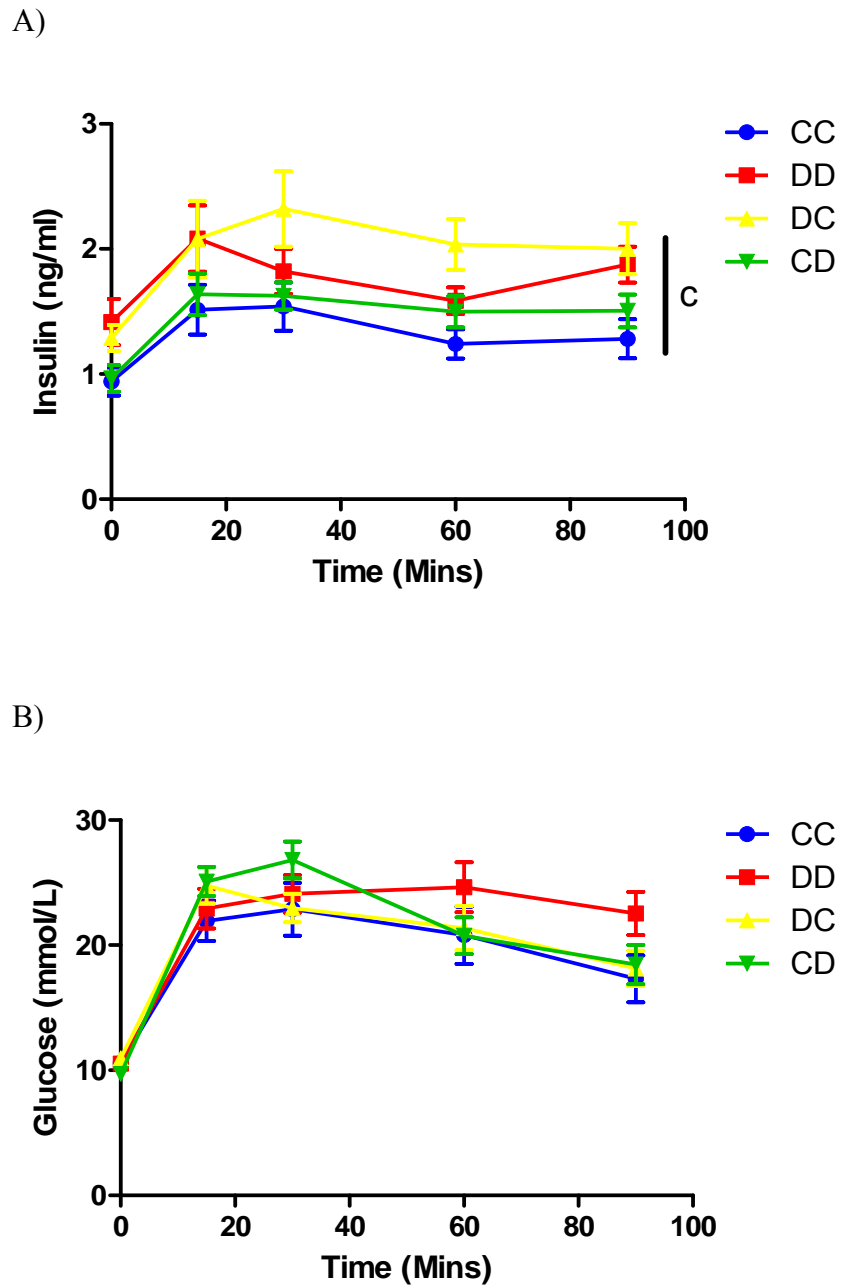 A)
3
2
1
0
Insulin (ng/ml)
0 20 40 60 80 100
Time (Mins)
CC
DD
DC
CD
C
B)
30
20
10
0
Glucose (mmol/L)
0 20 40 60 80 100
Time (Mins)
CC
DD
DC
CD